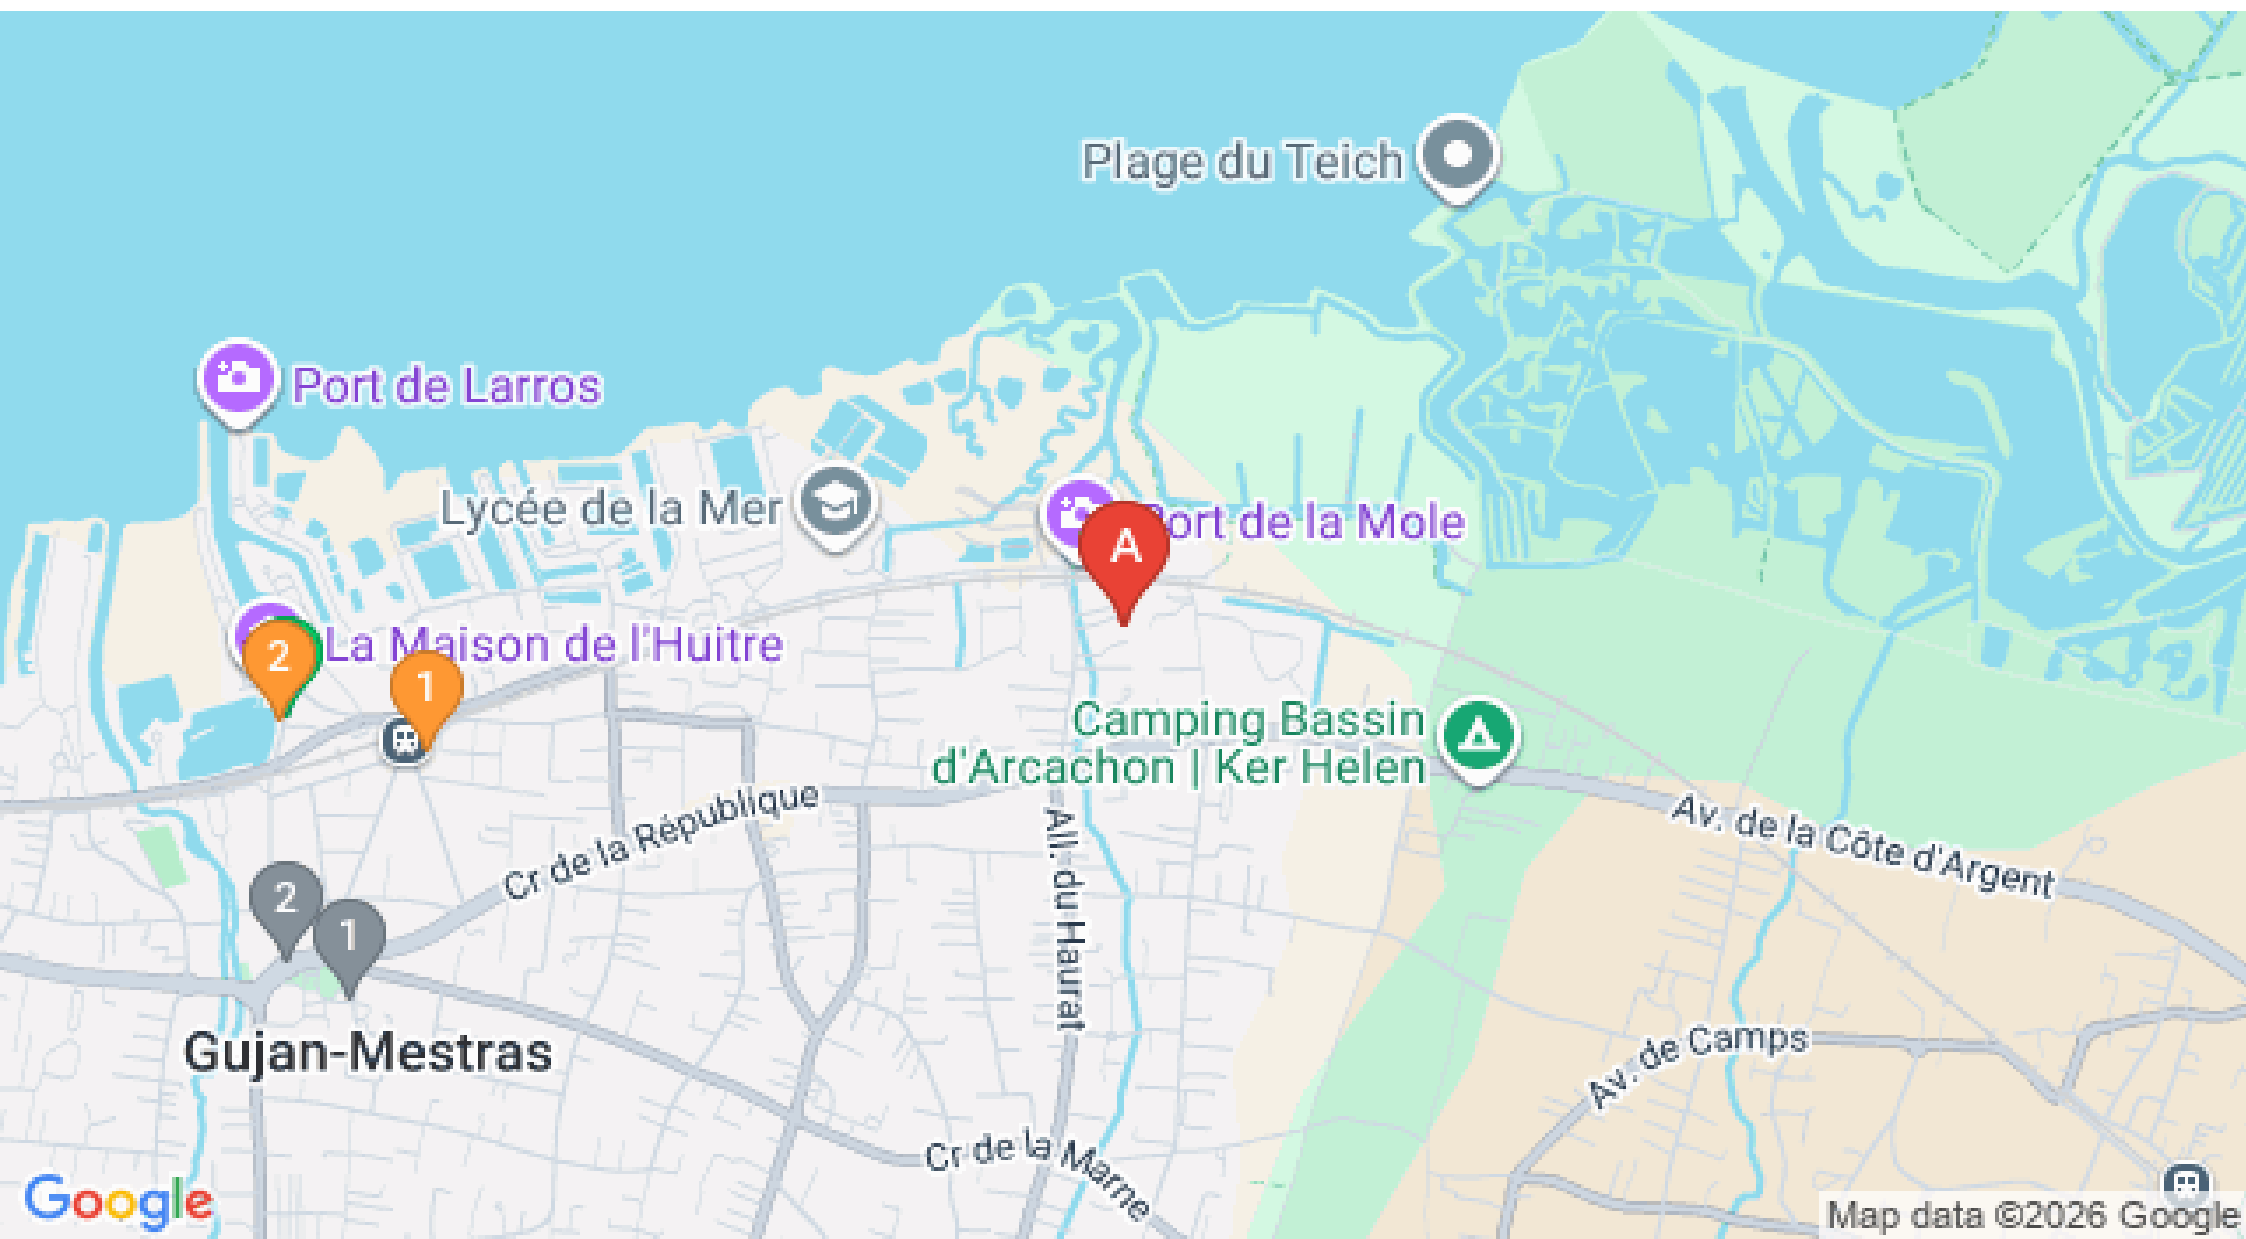 Plage du Teich
Port de Larros
Lycée de la Mer
Port de la Mole
A
La Maison de l'Huitre
2
1
Camping Bassin
d'Arcachon | Ker Helen
Cr de la République
Av. de la Côte d'Argent
All. du Haurat
2
1
Gujan-Mestras
Av. de Camps
Cr de la Marne
Google
Map data ©2026 Google